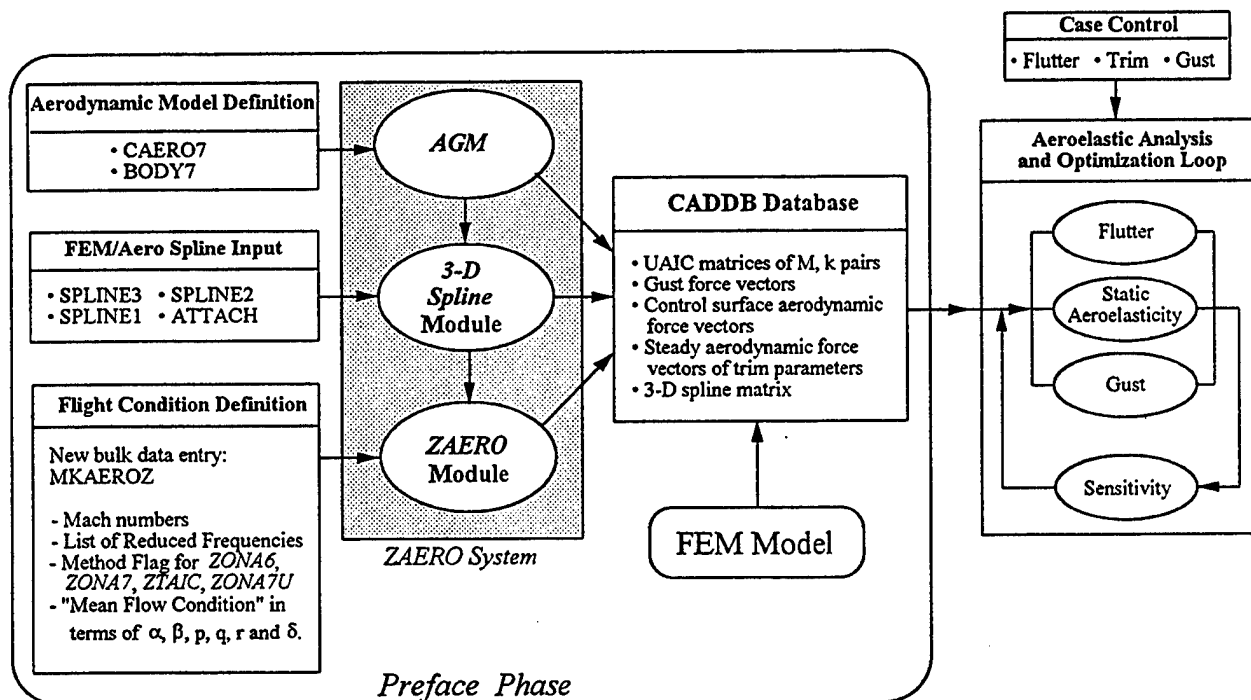 Case Control
• Flutter • Trim • Gust
Aerodynamic Model Definition
• CAERO7
• BODY7
FEM/Aero Spline Input
• SPLINE3 • SPLINE2
• SPLINE1 • ATTACH
Flight Condition Definition
New bulk data entry:
MKAEROZ
- Mach numbers
- List of Reduced Frequencies
- Method Flag for ZONA6,
ZONA7, ZTAIC, ZONA7U
- "Mean Flow Condition" in
terms of α, β, p, q, r and δ.
AGM
3-D
Spline
Module
ZAERO
Module
ZAERO System
CADDB Database
• UAIC matrices of M, k pairs
• Gust force vectors
• Control surface aerodynamic
force vectors
• Steady aerodynamic force
vectors of trim parameters
• 3-D spline matrix
FEM Model
Preface Phase
Aeroelastic Analysis
and Optimization Loop
Flutter
Static
Aeroelasticity
Gust
Sensitivity